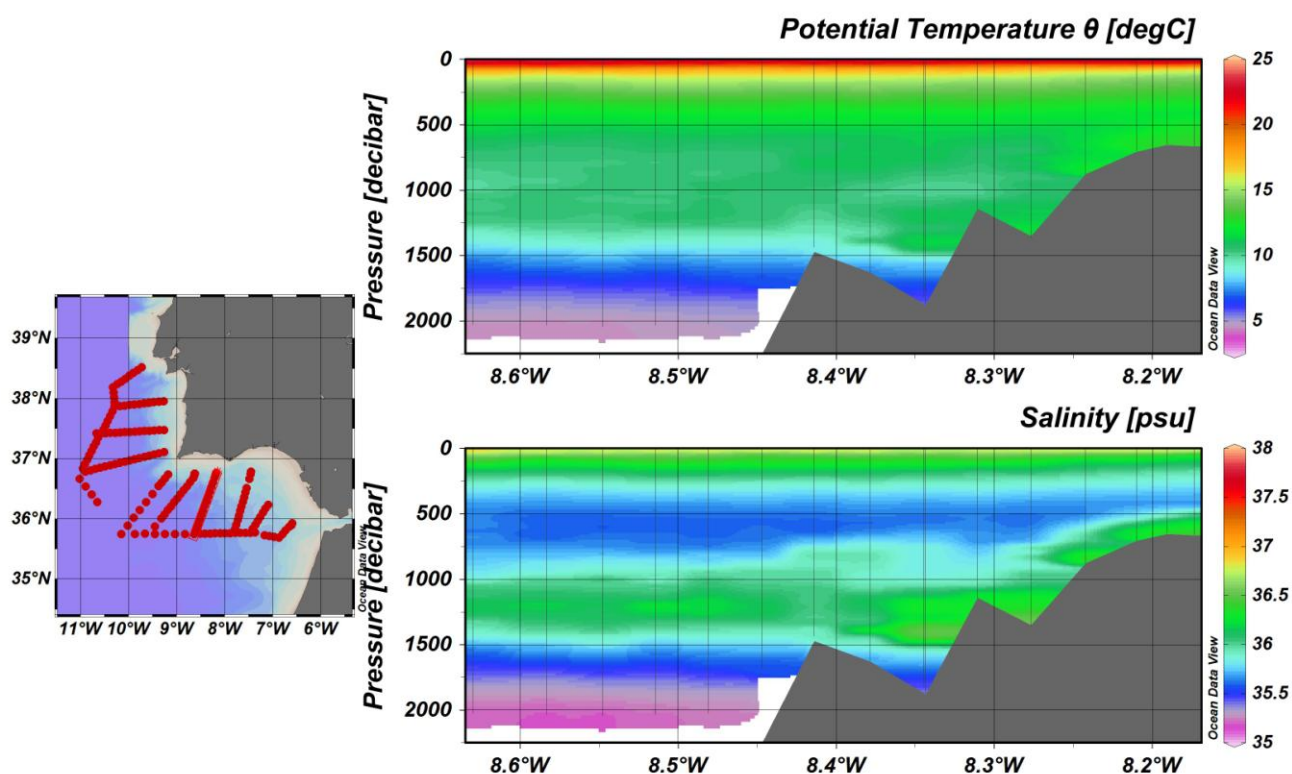 Potential Temperature θ [degC]
Pressure [decibar]
0
500
1000
1500
2000
8.6°W 8.5°W 8.4°W 8.3°W 8.2°W
Ocean Data View
25
20
15
10
5
39°N
38°N
37°N
36°N
35°N
11°W 10°W 9°W 8°W 7°W 6°W
Ocean Data View
Salinity [psu]
Pressure [decibar]
0
500
1000
1500
2000
8.6°W 8.5°W 8.4°W 8.3°W 8.2°W
Ocean Data View
38
37.5
37
36.5
36
35.5
35